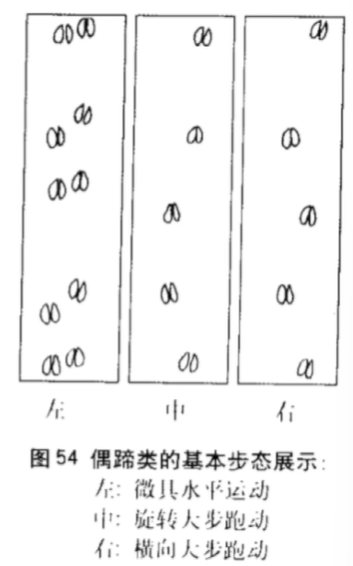 左 中 右
图54 偶蹄类的基本步态展示:
左: 微具水平运动
中: 旋转大步跑动
右: 横向大步跑动